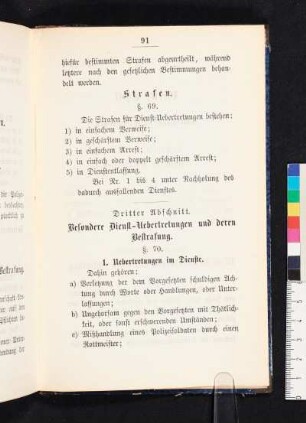 91
hiefür bestimmten Strafen abgeurtheilt, während
letztere nach den gesetzlichen Bestimmungen behan-
delt werden.
Strafen.
§. 69.
Die Strafen für Dienst-Uebertretungen bestehen:
1) in einfachem Verweise;
2) in geschärftem Verweise;
3) in einfachem Arrest;
4) in einfach oder doppelt geschärftem Arrest;
5) in Dienstentlassung.
Bei Nr. 1 bis 4 unter Nachholung des
dadurch ausfallenden Dienstes.
Dritter Abschnitt.
Besondere Dienst-Uebertretungen und deren
Bestrafung.
§. 70.
1. Uebertretungen im Dienste.
Dahin gehören:
a) Verletzung der dem Vorgesetzten schuldigen Ach-
tung durch Worte oder Handlungen, oder Unter-
lassungen;
b) Ungehorsam gegen den Vorgesetzten mit Thätlich-
keit, oder sonst erschwerenden Umständen;
c) Mißhandlung eines Polizeisoldaten durch einen
Rottmeister;